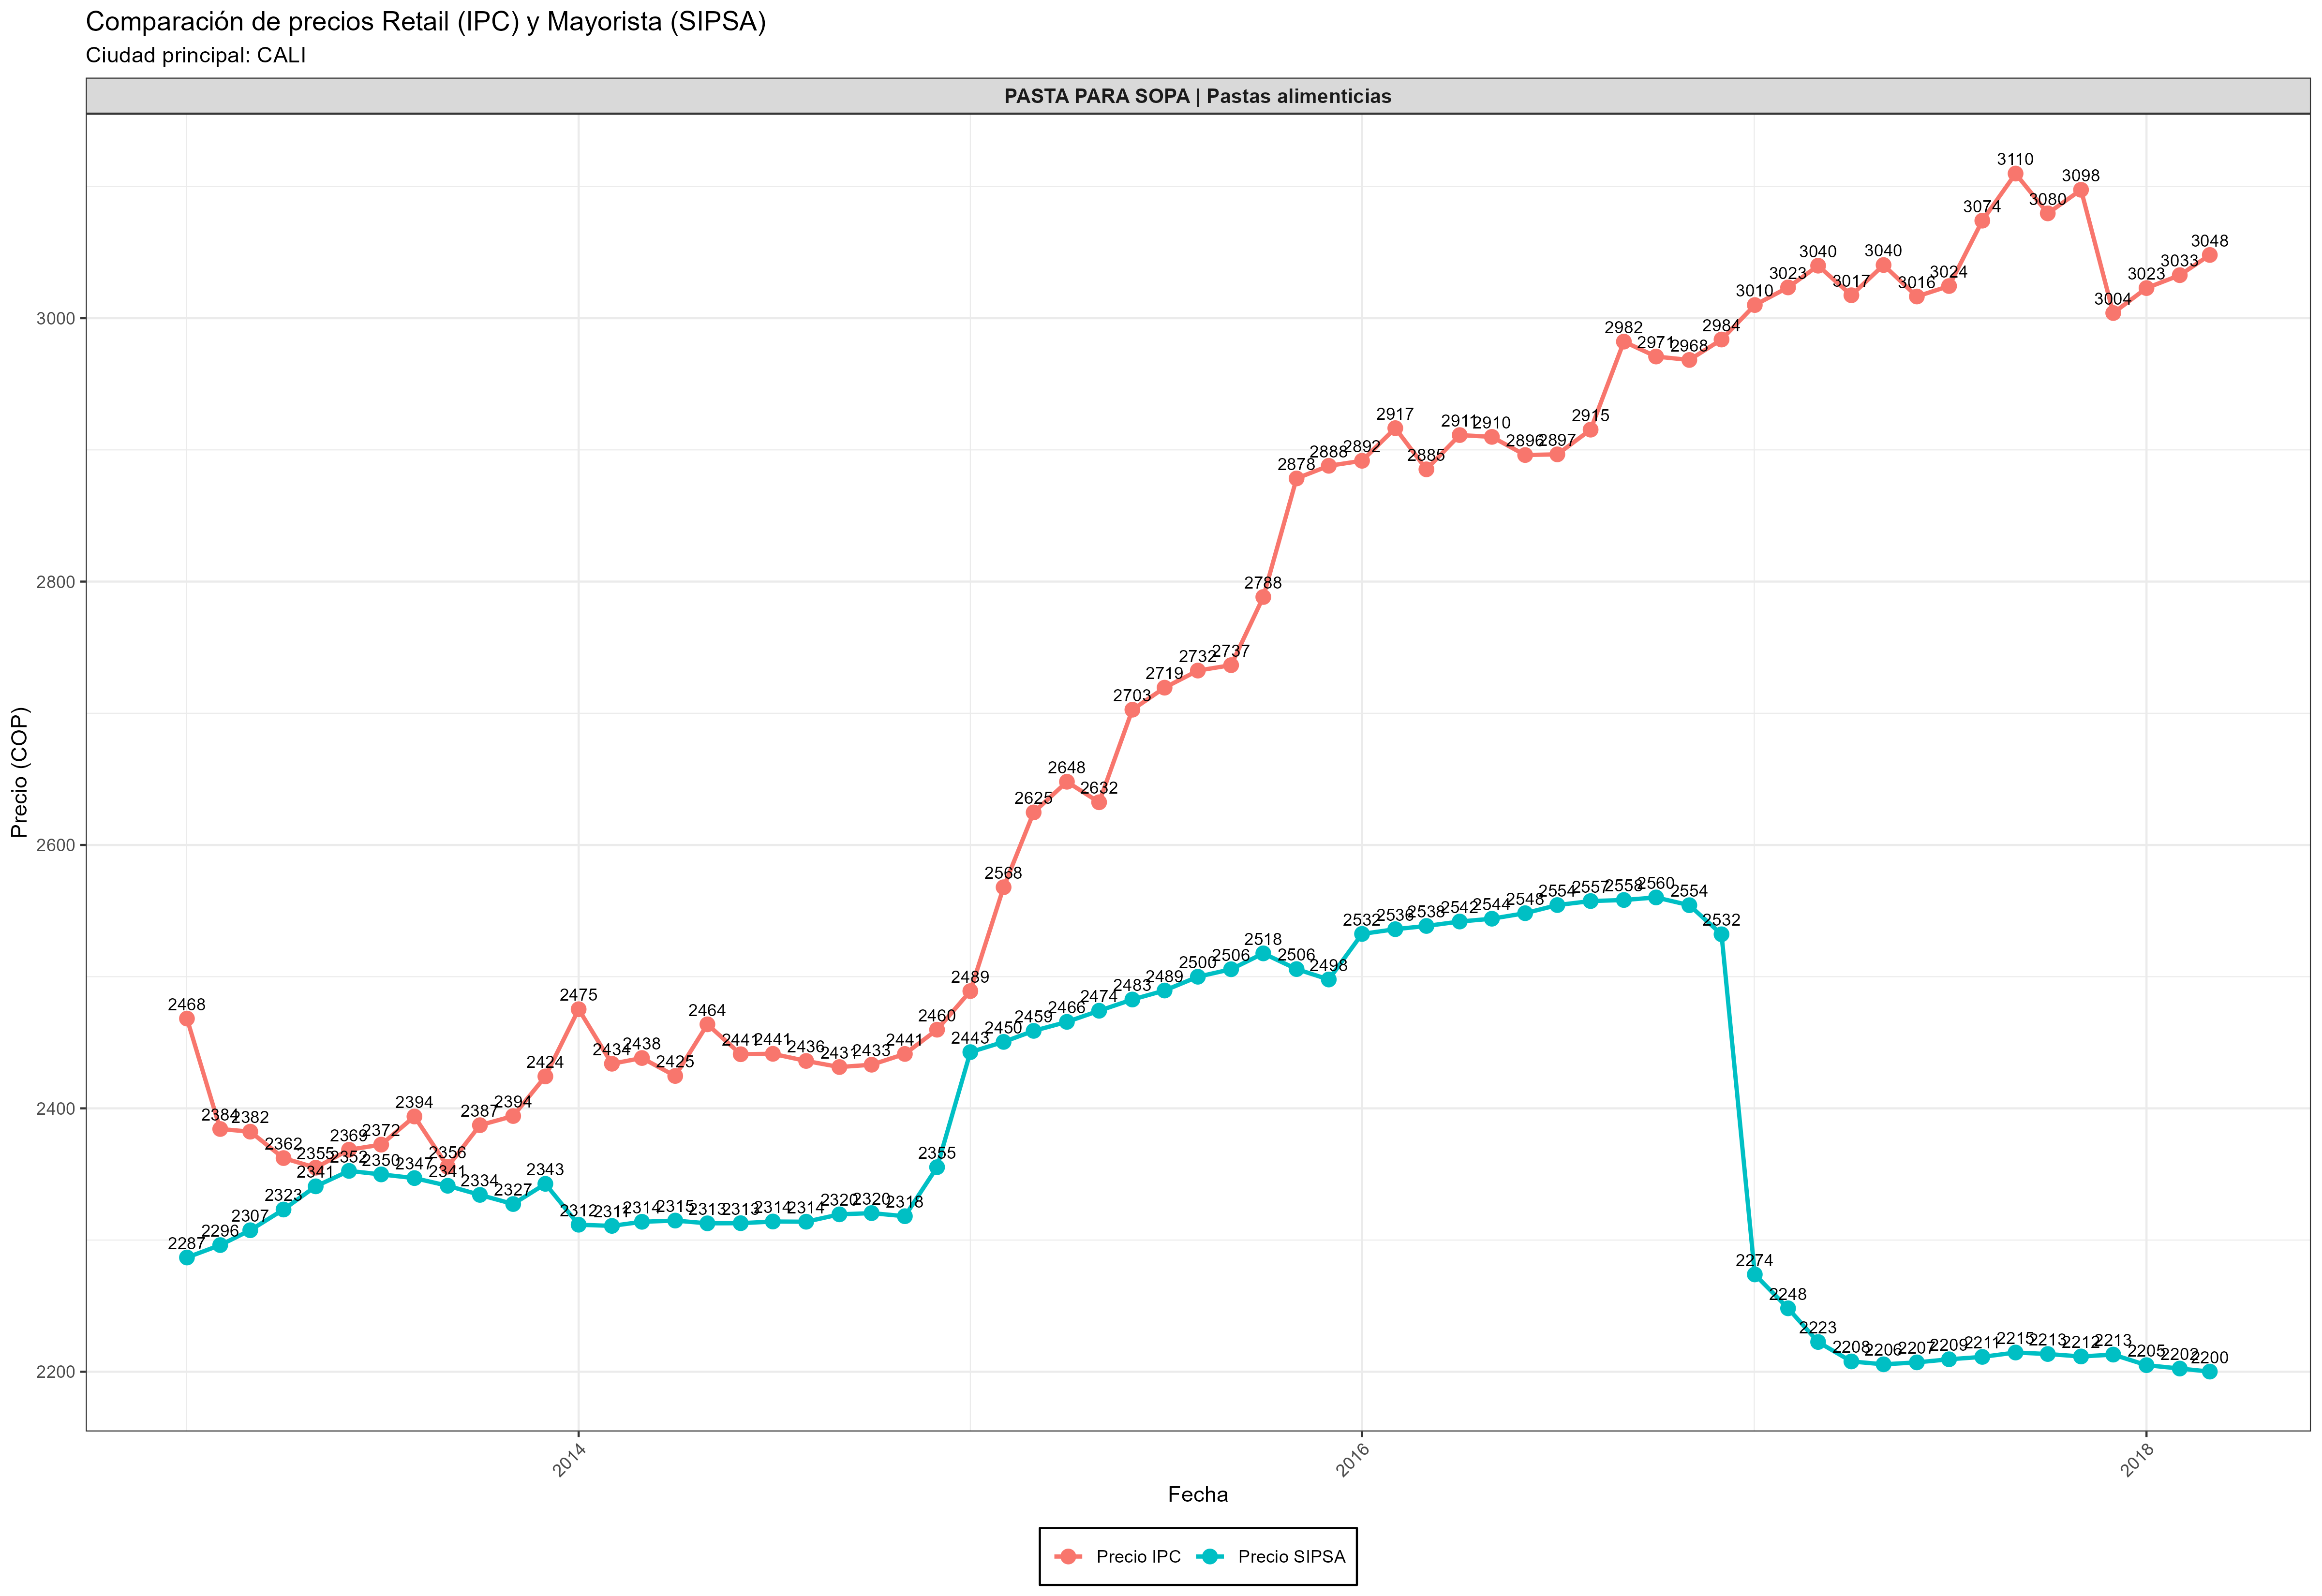 Comparación de precios Retail (IPC) y Mayorista (SIPSA)
Ciudad principal: CALI
PASTA PARA SOPA | Pastas alimenticias
Precio (COP)
3000
2800
2600
2400
2200
2468 2384 2382 2362 2355 2369 2372 2394 2356 2387 2394 2424 2475 2434 2438 2425 2464 2441 2441 2436 2431 2433 2441 2460 2489 2568 2625 2648 2632 2703 2719 2732 2737 2788 2878 2888 2892 2917 2885 2911 2910 2896 2897 2915 2982 2971 2968 2984 3010 3023 3040 3017 3040 3016 3024 3074 3110 3080 3098 3004 3023 3033 3048
2287 2296 2307 2323 2341 2352 2350 2347 2341 2334 2327 2343 2312 2311 2314 2315 2313 2313 2314 2314 2320 2320 2318 2355 2443 2450 2459 2466 2474 2483 2489 2500 2506 2518 2506 2498 2532 2536 2538 2542 2544 2548 2554 2557 2558 2560 2554 2532 2274 2248 2223 2208 2206 2207 2209 2211 2215 2213 2212 2213 2205 2202 2200
2014 2016 2018
Fecha
Precio IPC Precio SIPSA